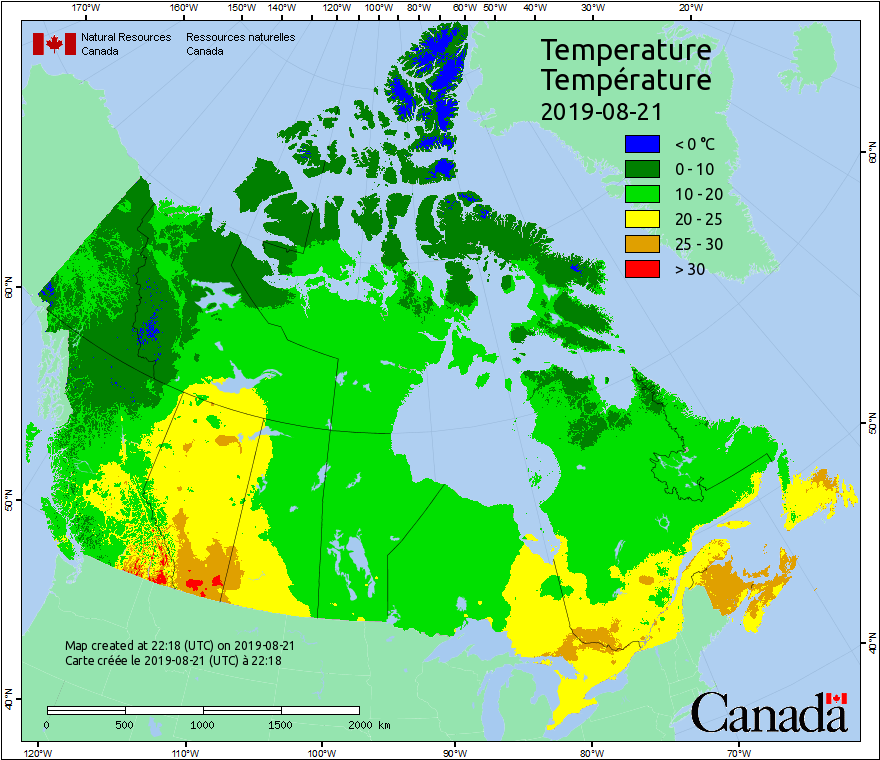 170°W 160°W 150°W 140°W 130°W 120°W 110°W 100°W 80°W 60°W 50°W 40°W 30°W 20°W
Natural Resources Ressources naturelles
Canada Canada
Temperature
Température
2019-08-21
< 0 °C
0 - 10
10 - 20
20 - 25
25 - 30
> 30
60°N
60°N
50°N
50°N
40°N
40°N
Map created at 22:18 (UTC) on 2019-08-21
Carte créée le 2019-08-21 (UTC) à 22:18
0 500 1000 1500 2000 km
Canada
120°W 110°W 100°W 90°W 80°W 70°W